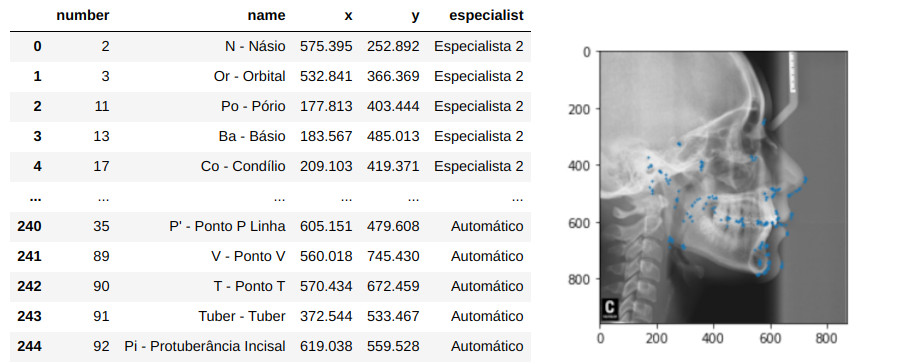 number name x y especialist
0 2 N - Násio 575.395 252.892 Especialista 2
1 3 Or - Orbital 532.841 366.369 Especialista 2
2 11 Po - Pório 177.813 403.444 Especialista 2
3 13 Ba - Básio 183.567 485.013 Especialista 2
4 17 Co - Condílio 209.103 419.371 Especialista 2
... ... ... ... ... ...
240 35 P' - Ponto P Linha 605.151 479.608 Automático
241 89 V - Ponto V 560.018 745.430 Automático
242 90 T - Ponto T 570.434 672.459 Automático
243 91 Tuber - Tuber 372.544 533.467 Automático
244 92 Pi - Protuberância Incisal 619.038 559.528 Automático
0
200
400
600
800
C
0 200 400 600 800